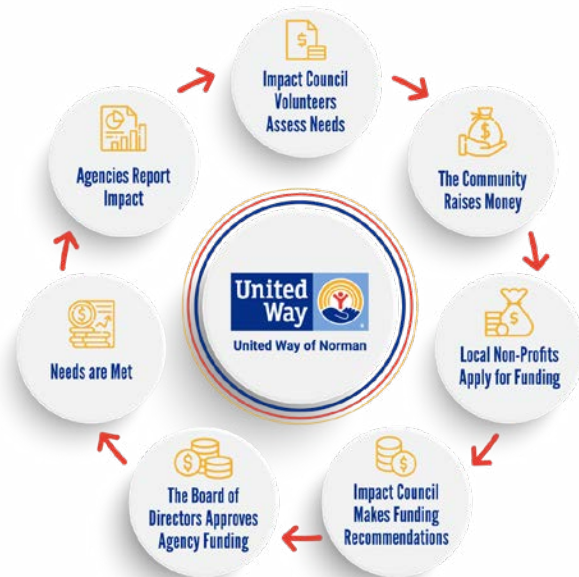 Impact Council
Volunteers
Assess Needs
The Community
Raises Money
Local Non-Profits
Apply for Funding
Impact Council
Makes Funding
Recommendations
The Board of
Directors Approves
Agency Funding
Needs are Met
Agencies Report
Impact
United
Way
United Way of Norman